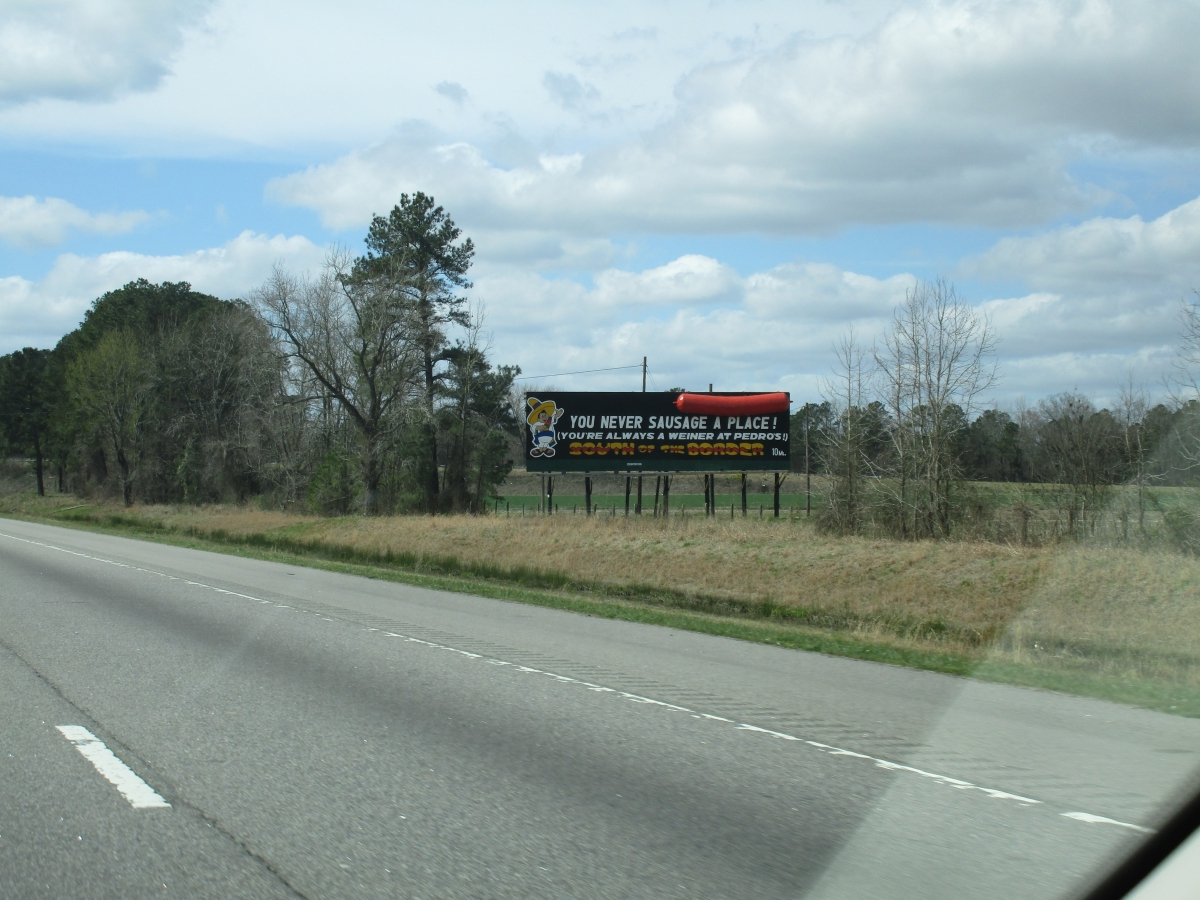 YOU NEVER SAUSAGE A PLACE!
(YOU'RE ALWAYS A WEINER AT PEDRO'S!)
SOUTH OF THE BORDER 10 MI.